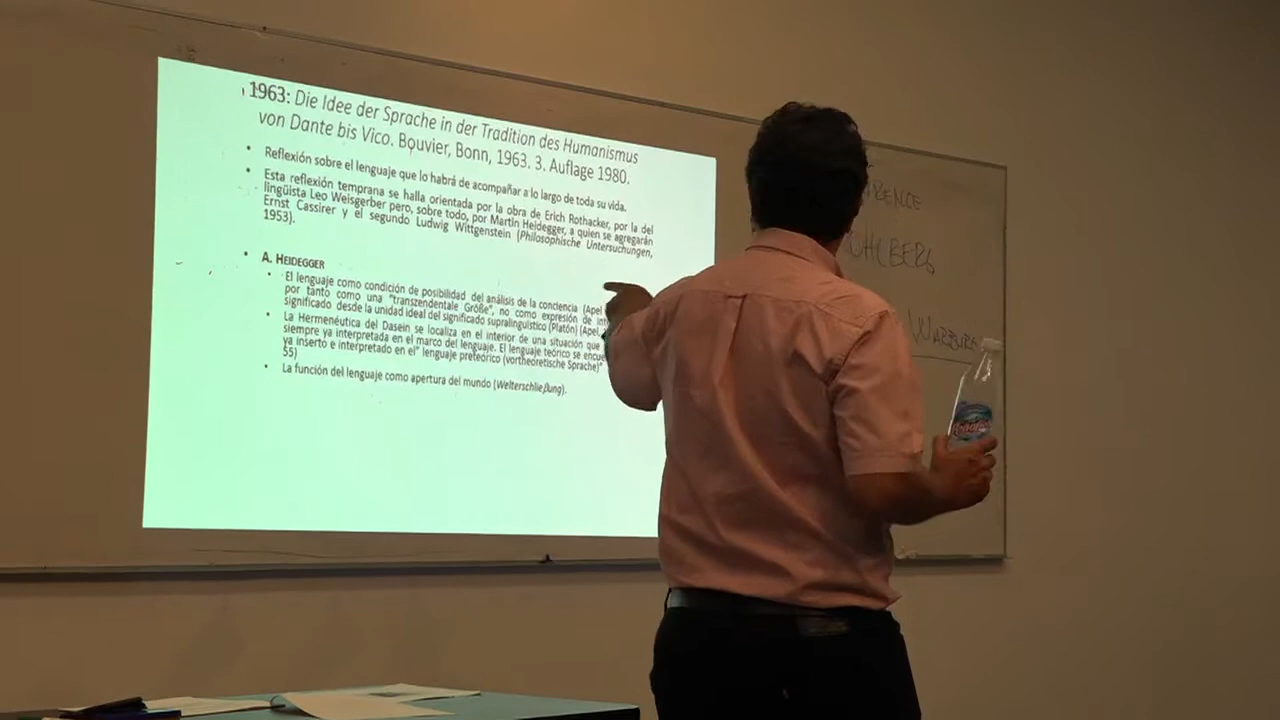 1963: Die Idee der Sprache in der Tradition des Humanismus
von Dante bis Vico. Bouvier, Bonn, 1963. 3. Auflage 1980.
• Reflexión sobre el lenguaje que lo habrá de acompañar a lo largo de toda su vida.
• Esta reflexión temprana se halla orientada por la obra de Erich Rothacker, por la del
lingüista Leo Weisgerber pero, sobre todo, por Martin Heidegger, a quien se agregarán
Ernst Cassirer y el segundo Ludwig Wittgenstein (Philosophische Untersuchungen,
1953).
• A. HEIDEGGER
• El lenguaje como condición de posibilidad del análisis de la conciencia (Apel
por tanto como una "transzendentale Größe", no como expresión de
significado desde la unidad ideal del significado supralingüístico (Platón) (Apel,
• La Hermenéutica del Dasein se localiza en el interior de una situación que
siempre ya interpretada en el marco del lenguaje. El lenguaje teórico se
ya inserto e interpretado en el" lenguaje preteórico (vortheoretische Sprache)"
55)
• La función del lenguaje como apertura del mundo (Welterschließung).